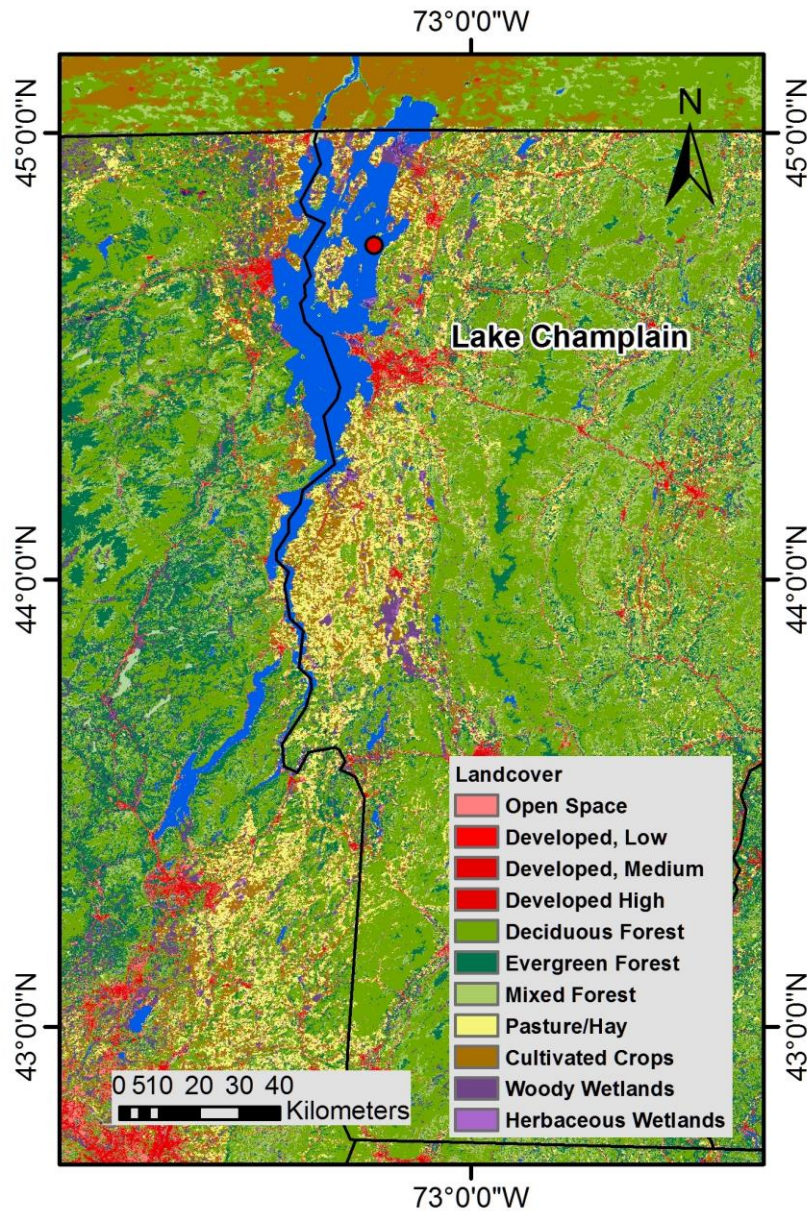 73°0'0"W
45°0'0"N
45°0'0"N
N
Lake Champlain
44°0'0"N
44°0'0"N
Landcover
Open Space
Developed, Low
Developed, Medium
Developed High
Deciduous Forest
Evergreen Forest
Mixed Forest
Pasture/Hay
Cultivated Crops
Woody Wetlands
Herbaceous Wetlands
43°0'0"N
43°0'0"N
0 5 10 20 30 40
Kilometers
73°0'0"W